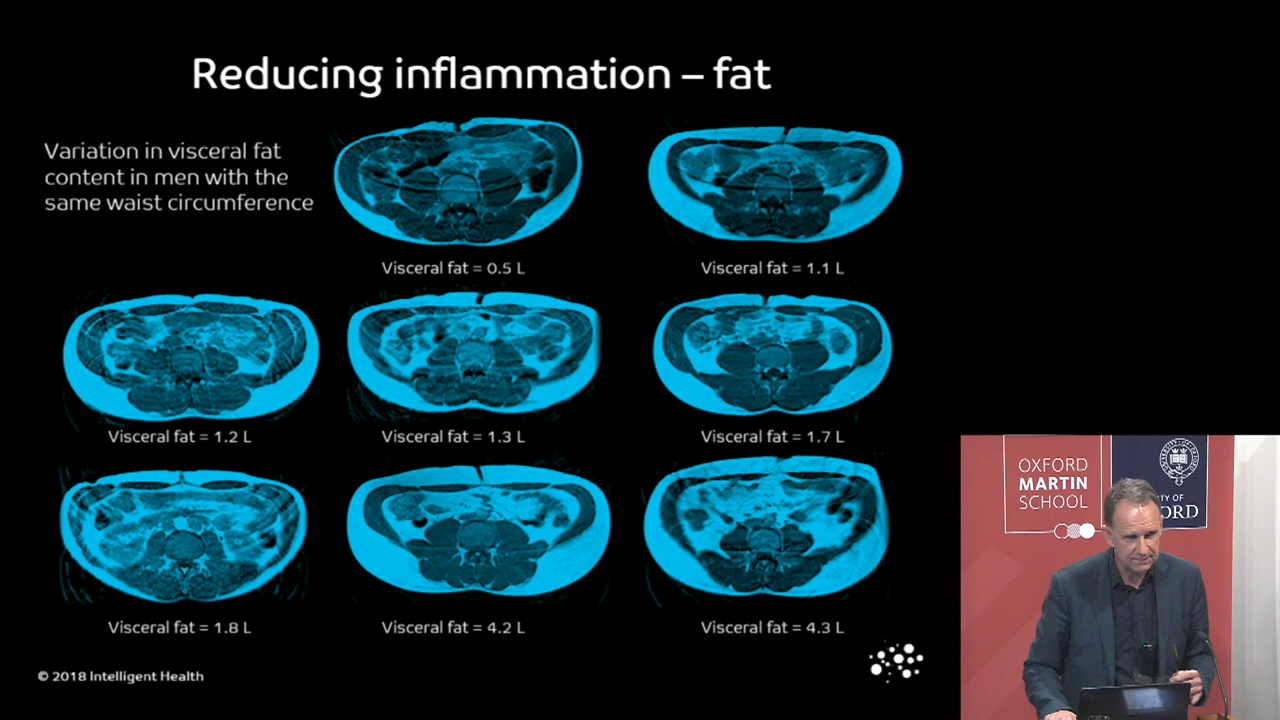 Reducing inflammation – fat
Variation in visceral fat
content in men with the
same waist circumference
Visceral fat = 0.5 L
Visceral fat = 1.1 L
Visceral fat = 1.2 L
Visceral fat = 1.3 L
Visceral fat = 1.7 L
Visceral fat = 1.8 L
Visceral fat = 4.2 L
Visceral fat = 4.3 L
© 2018 Intelligent Health
OXFORD
MARTIN
SCHOOL